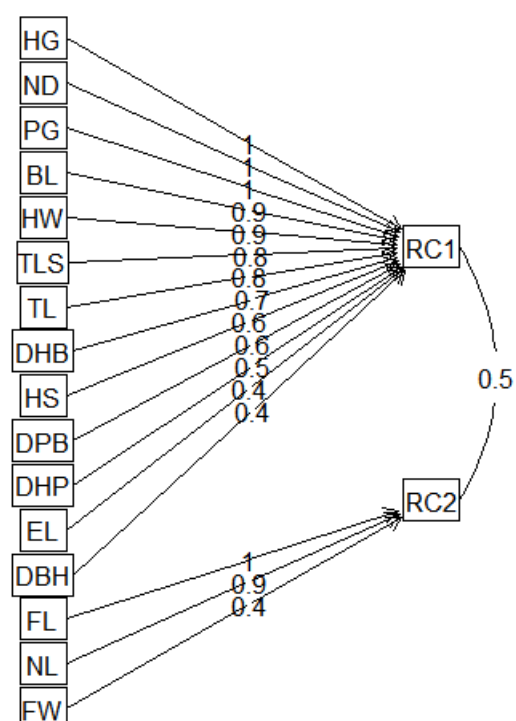 HG
ND
PG
BL
HW
TLS
TL
DHB
HS
DPB
DHP
EL
DBH
FL
NL
FW
1
1
1
0.9
0.9
0.8
0.8
0.7
0.6
0.6
0.5
0.4
0.4
1
0.9
0.4
RC1
RC2
0.5